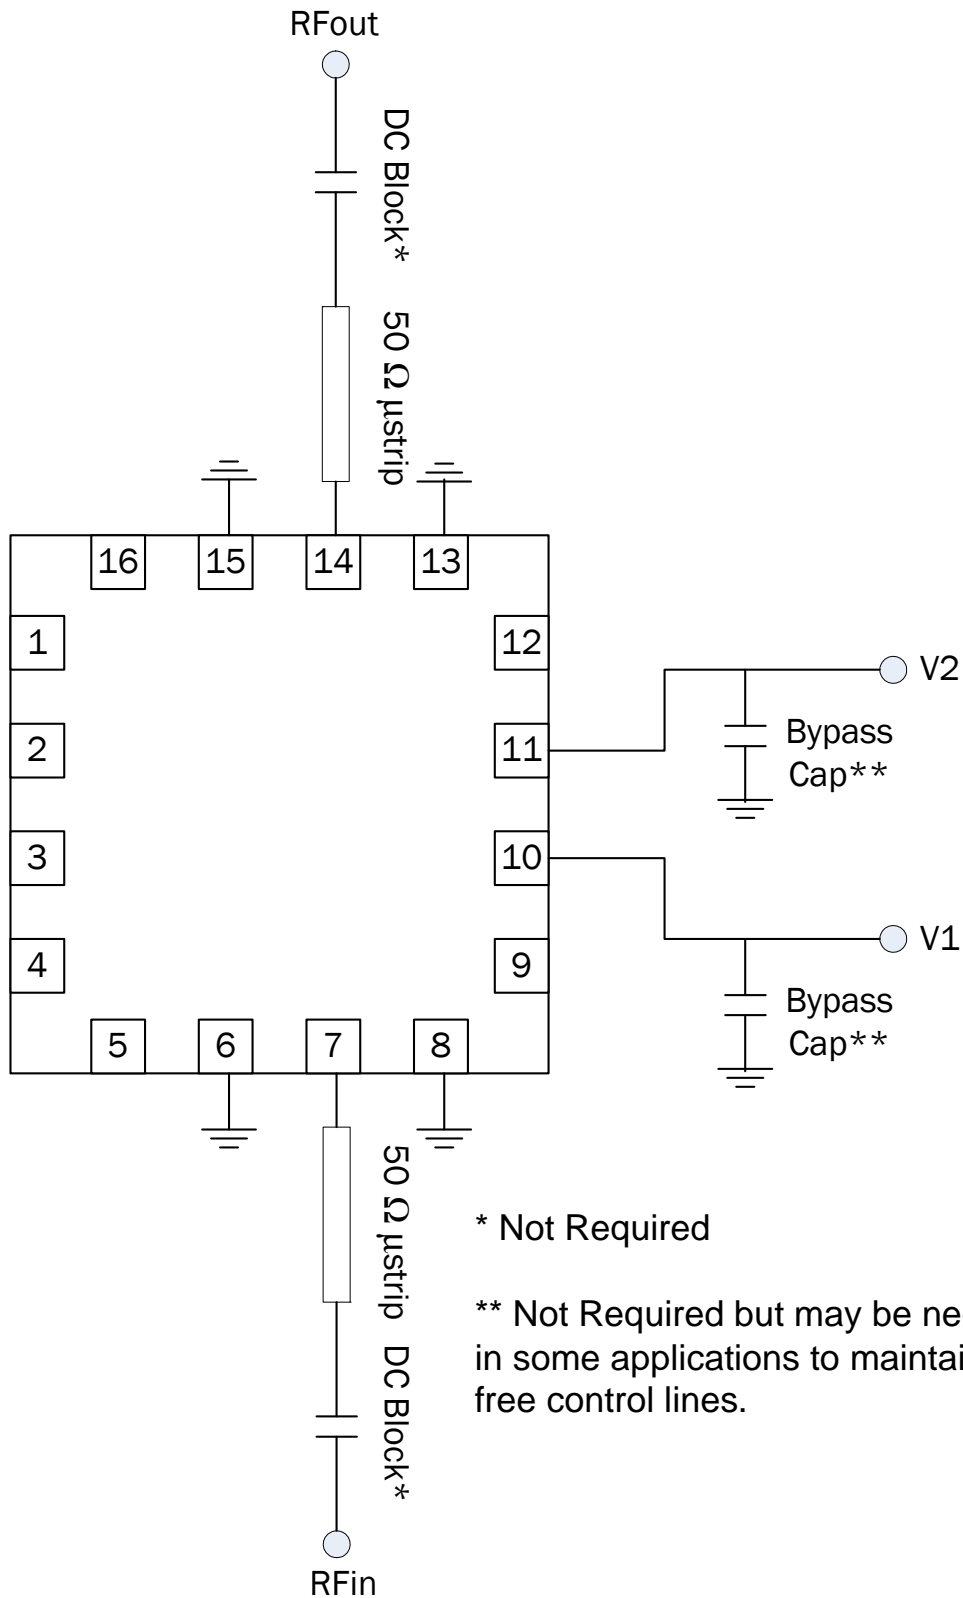 RFout
DC Block*
50 Ω μstrip
16
15
14
13
1
12
2
11
3
10
4
9
5
6
7
8
V2
Bypass
Cap**
V1
Bypass
Cap**
50 Ω μstrip
DC Block*
RFin
* Not Required
** Not Required but may be
in some applications to
free control lines.